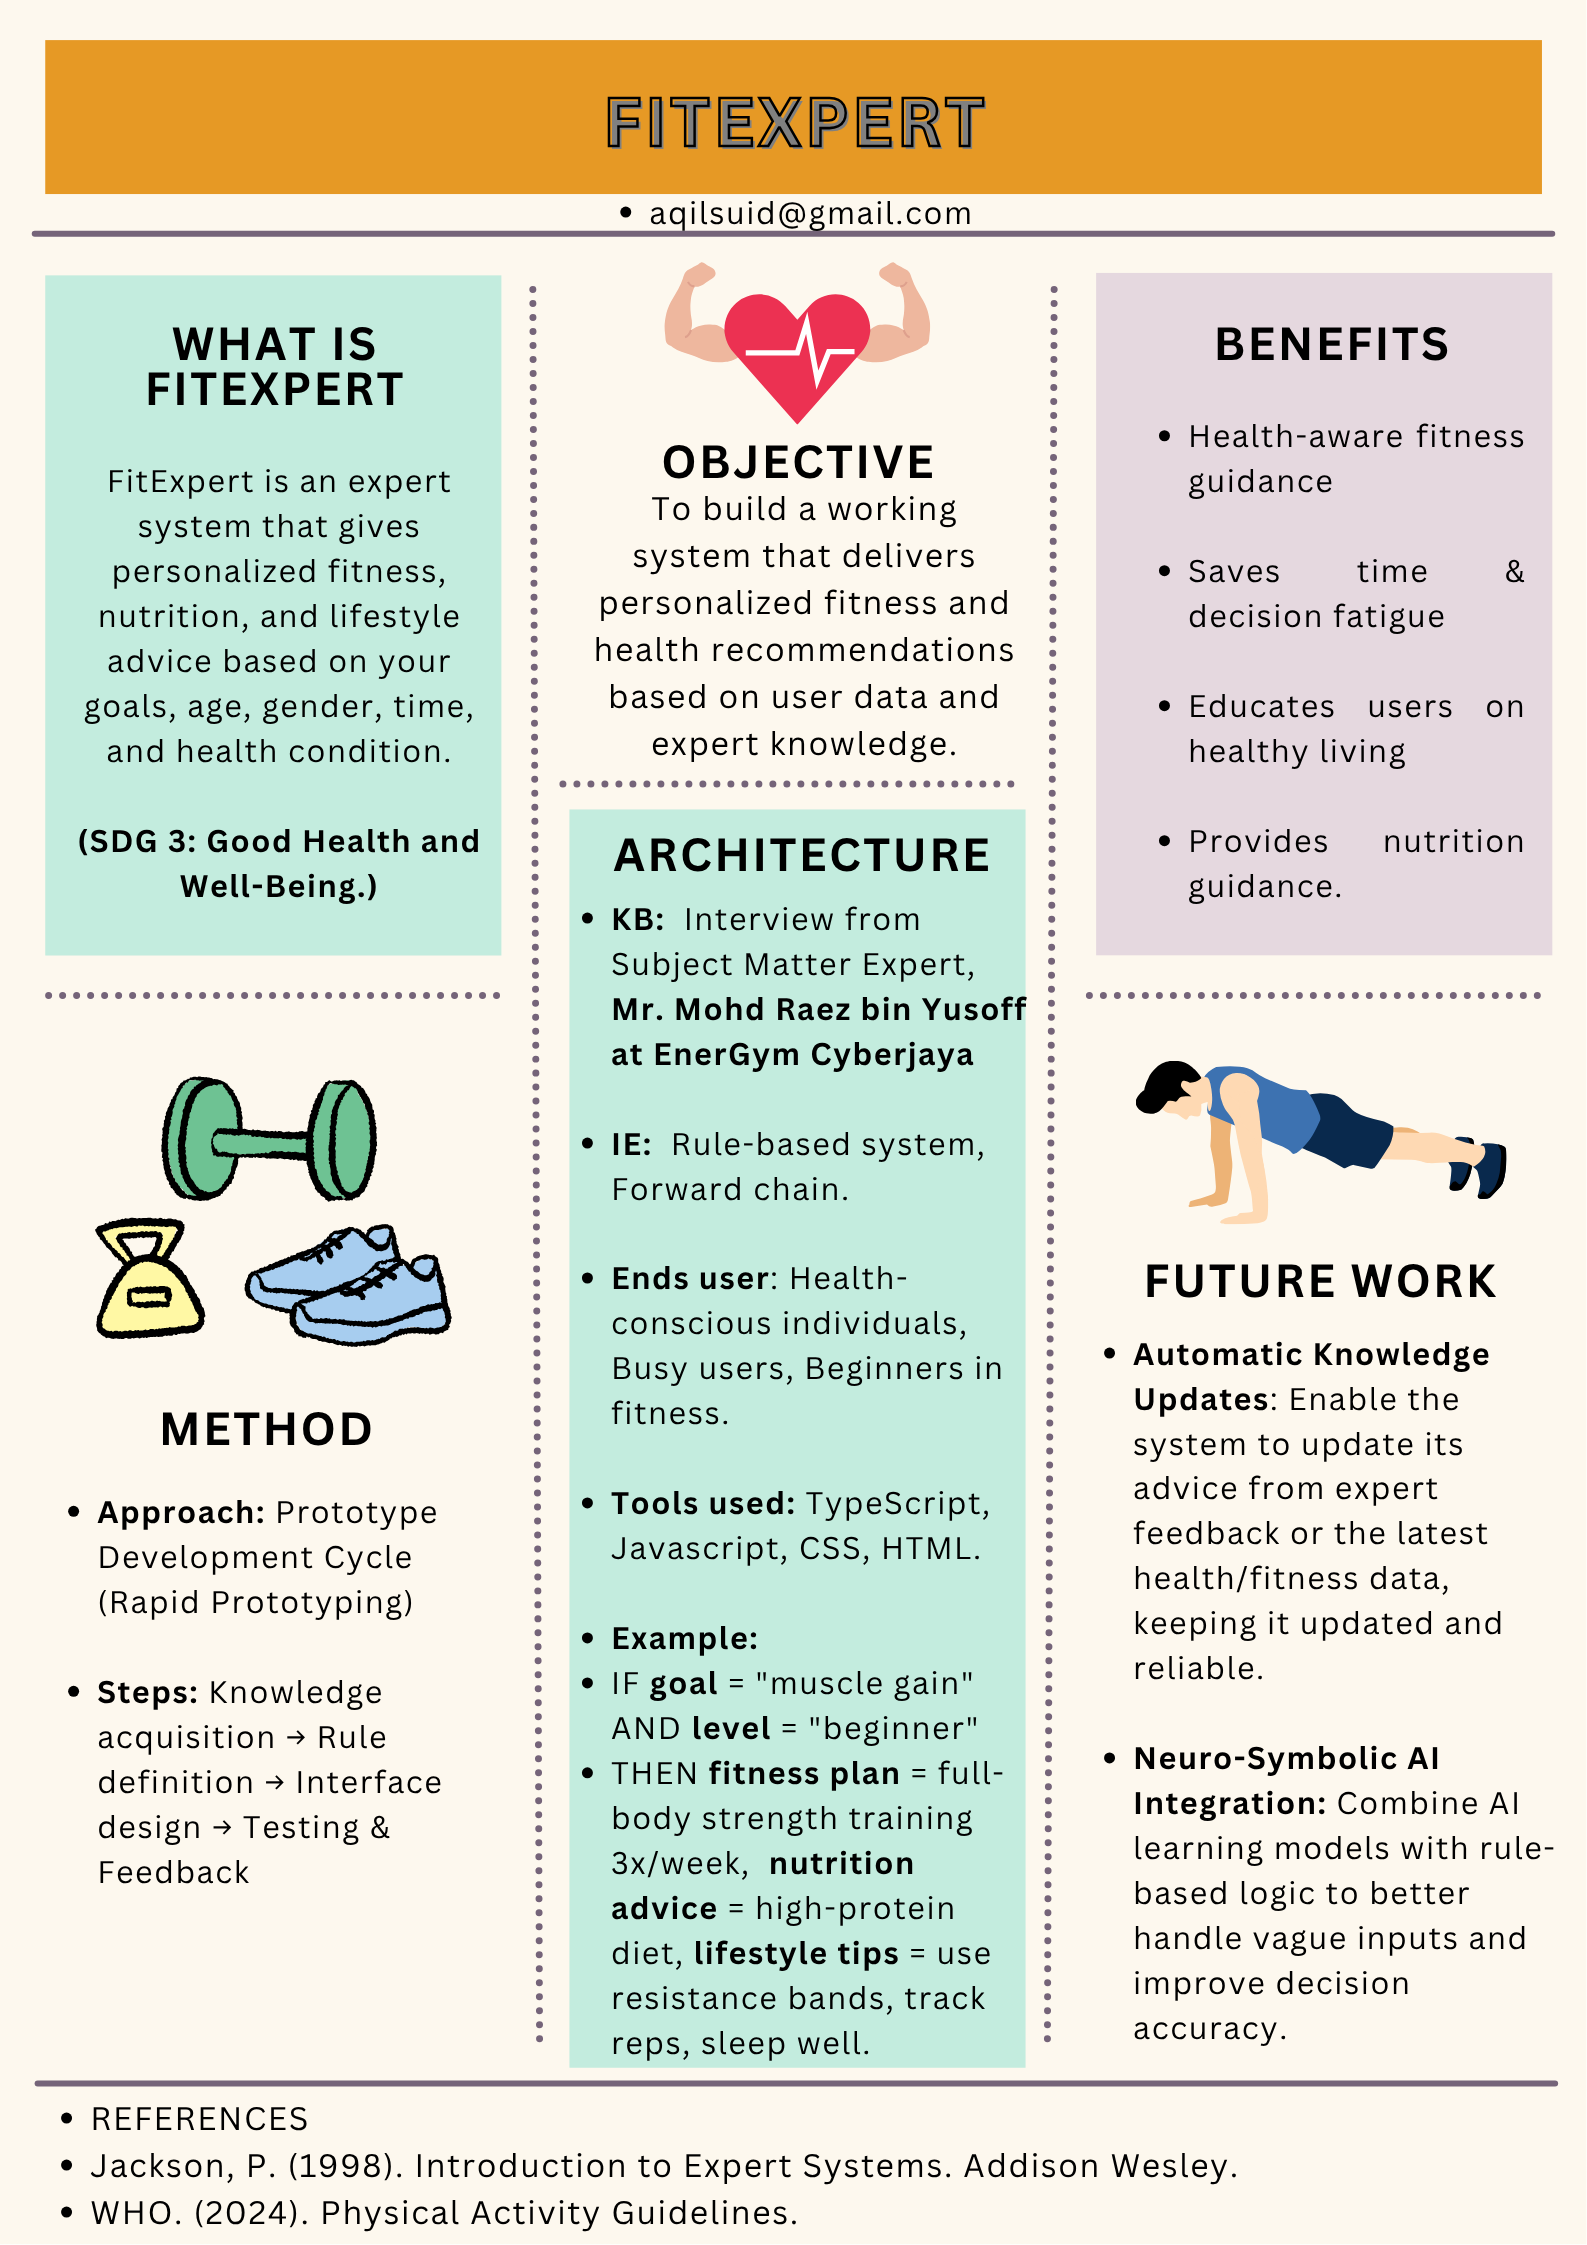 FITEXPERT
• aqilsuid@gmail.com
WHAT IS
FITEXPERT
FitExpert is an expert
system that gives
personalized fitness,
nutrition, and lifestyle
advice based on your
goals, age, gender, time,
and health condition.
(SDG 3: Good Health and
Well-Being.)
METHOD
• Approach: Prototype
Development Cycle
(Rapid Prototyping)
• Steps: Knowledge
acquisition → Rule
definition → Interface
design → Testing &
Feedback
OBJECTIVE
To build a working
system that delivers
personalized fitness and
health recommendations
based on user data and
expert knowledge.
ARCHITECTURE
• KB: Interview from
Subject Matter Expert,
Mr. Mohd Raez bin Yusoff
at EnerGym Cyberjaya
• IE: Rule-based system,
Forward chain.
• Ends user: Health-
conscious individuals,
Busy users, Beginners in
fitness.
• Tools used: TypeScript,
Javascript, CSS, HTML.
• Example:
• IF goal = "muscle gain"
AND level = "beginner"
• THEN fitness plan = full-
body strength training
3x/week, nutrition
advice = high-protein
diet, lifestyle tips = use
resistance bands, track
reps, sleep well.
BENEFITS
• Health-aware fitness
guidance
• Saves time &
decision fatigue
• Educates users on
healthy living
• Provides nutrition
guidance.
FUTURE WORK
• Automatic Knowledge
Updates: Enable the
system to update its
advice from expert
feedback or the latest
health/fitness data,
keeping it updated and
reliable.
• Neuro-Symbolic AI
Integration: Combine AI
learning models with rule-
based logic to better
handle vague inputs and
improve decision
accuracy.
• REFERENCES
• Jackson, P. (1998). Introduction to Expert Systems. Addison Wesley.
• WHO. (2024). Physical Activity Guidelines.